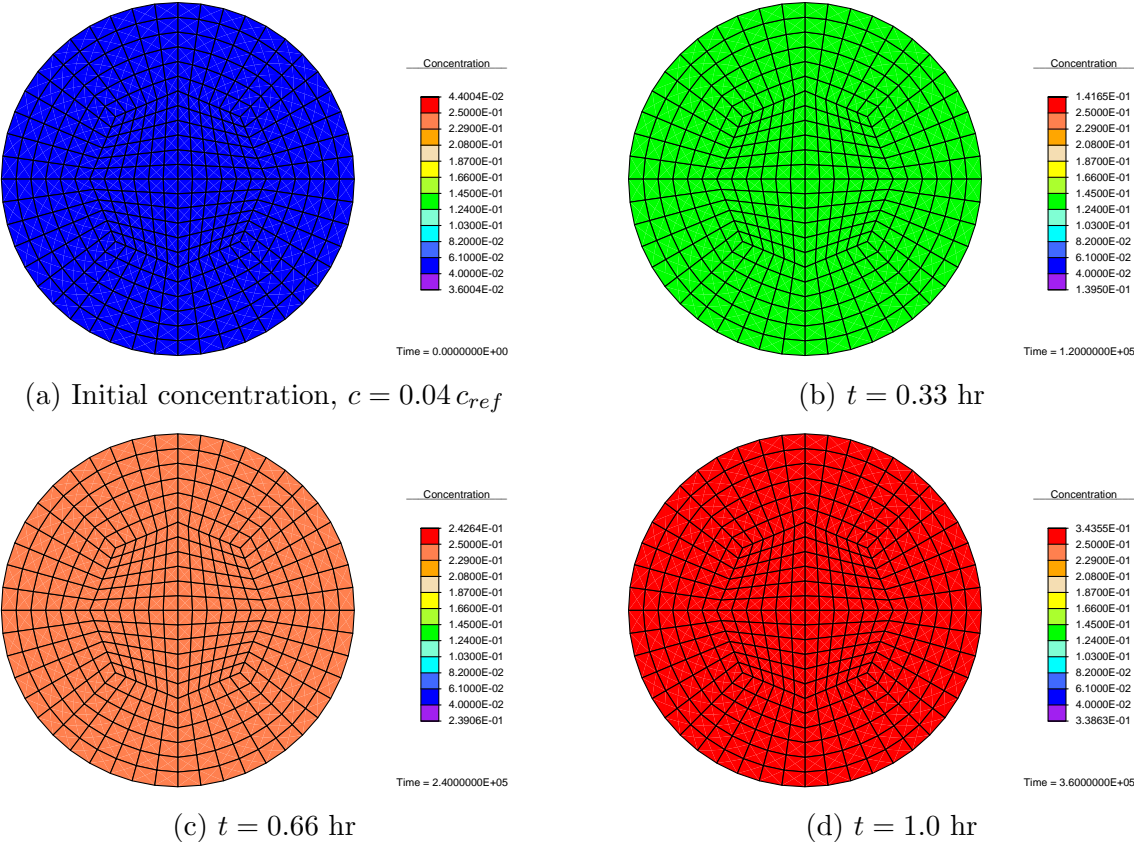 Concentration
4.4004E-02
2.5000E-01
2.2900E-01
2.0800E-01
1.8700E-01
1.6600E-01
1.4500E-01
1.2400E-01
1.0300E-01
8.2000E-02
6.1000E-02
4.0000E-02
3.6004E-02
Time = 0.0000000E+00
(a) Initial concentration, c = 0.04 c_ref
Concentration
1.4165E-01
2.5000E-01
2.2900E-01
2.0800E-01
1.8700E-01
1.6600E-01
1.4500E-01
1.2400E-01
1.0300E-01
8.2000E-02
6.1000E-02
4.0000E-02
1.3950E-01
Time = 1.2000000E+05
(b) t = 0.33 hr
Concentration
2.4264E-01
2.5000E-01
2.2900E-01
2.0800E-01
1.8700E-01
1.6600E-01
1.4500E-01
1.2400E-01
1.0300E-01
8.2000E-02
6.1000E-02
4.0000E-02
2.3906E-01
Time = 2.4000000E+05
(c) t = 0.66 hr
Concentration
3.4355E-01
2.5000E-01
2.2900E-01
2.0800E-01
1.8700E-01
1.6600E-01
1.4500E-01
1.2400E-01
1.0300E-01
8.2000E-02
6.1000E-02
4.0000E-02
3.3863E-01
Time = 3.6000000E+05
(d) t = 1.0 hr